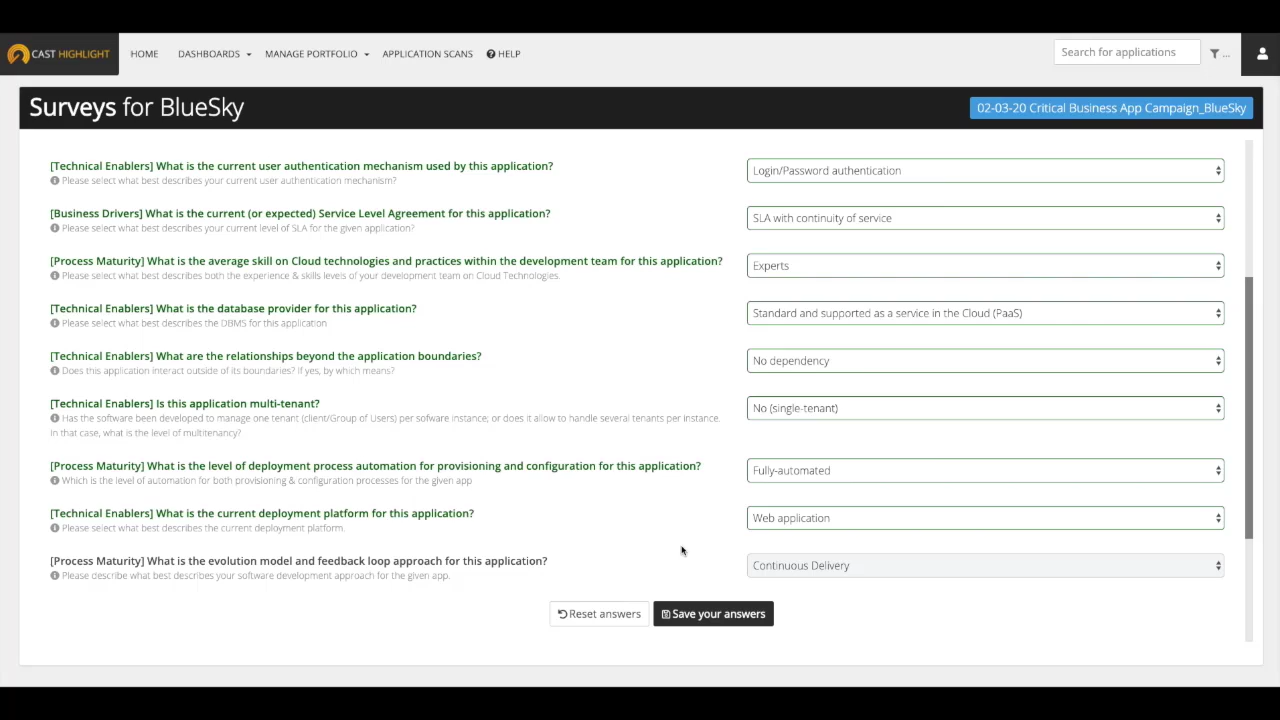 CAST HIGHLIGHT HOME DASHBOARDS MANAGE PORTFOLIO APPLICATION SCANS HELP Search for applications ...
Surveys for BlueSky 02-03-20 Critical Business App Campaign_BlueSky
[Technical Enablers] What is the current user authentication mechanism used by this application? Login/Password authentication
Please select what best describes your current user authentication mechanism?
[Business Drivers] What is the current (or expected) Service Level Agreement for this application? SLA with continuity of service
Please select what best describes your current level of SLA for the given application?
[Process Maturity] What is the average skill on Cloud technologies and practices within the development team for this application? Experts
Please select what best describes both the experience & skills levels of your development team on Cloud Technologies.
[Technical Enablers] What is the database provider for this application? Standard and supported as a service in the Cloud (PaaS)
Please select what best describes the DBMS for this application
[Technical Enablers] What are the relationships beyond the application boundaries? No dependency
Does this application interact outside of its boundaries? If yes, by which means?
[Technical Enablers] Is this application multi-tenant? No (single-tenant)
Has the software been developed to manage one tenant (client/Group of Users) per sofware instance; or does it allow to handle several tenants per instance.
In that case, what is the level of multitenancy?
[Process Maturity] What is the level of deployment process automation for provisioning and configuration for this application? Fully-automated
Which is the level of automation for both provisioning & configuration processes for the given app
[Technical Enablers] What is the current deployment platform for this application? Web application
Please select what best describes the current deployment platform.
[Process Maturity] What is the evolution model and feedback loop approach for this application? Continuous Delivery
Please describe what best describes your software development approach for the given app.
Reset answers Save your answers